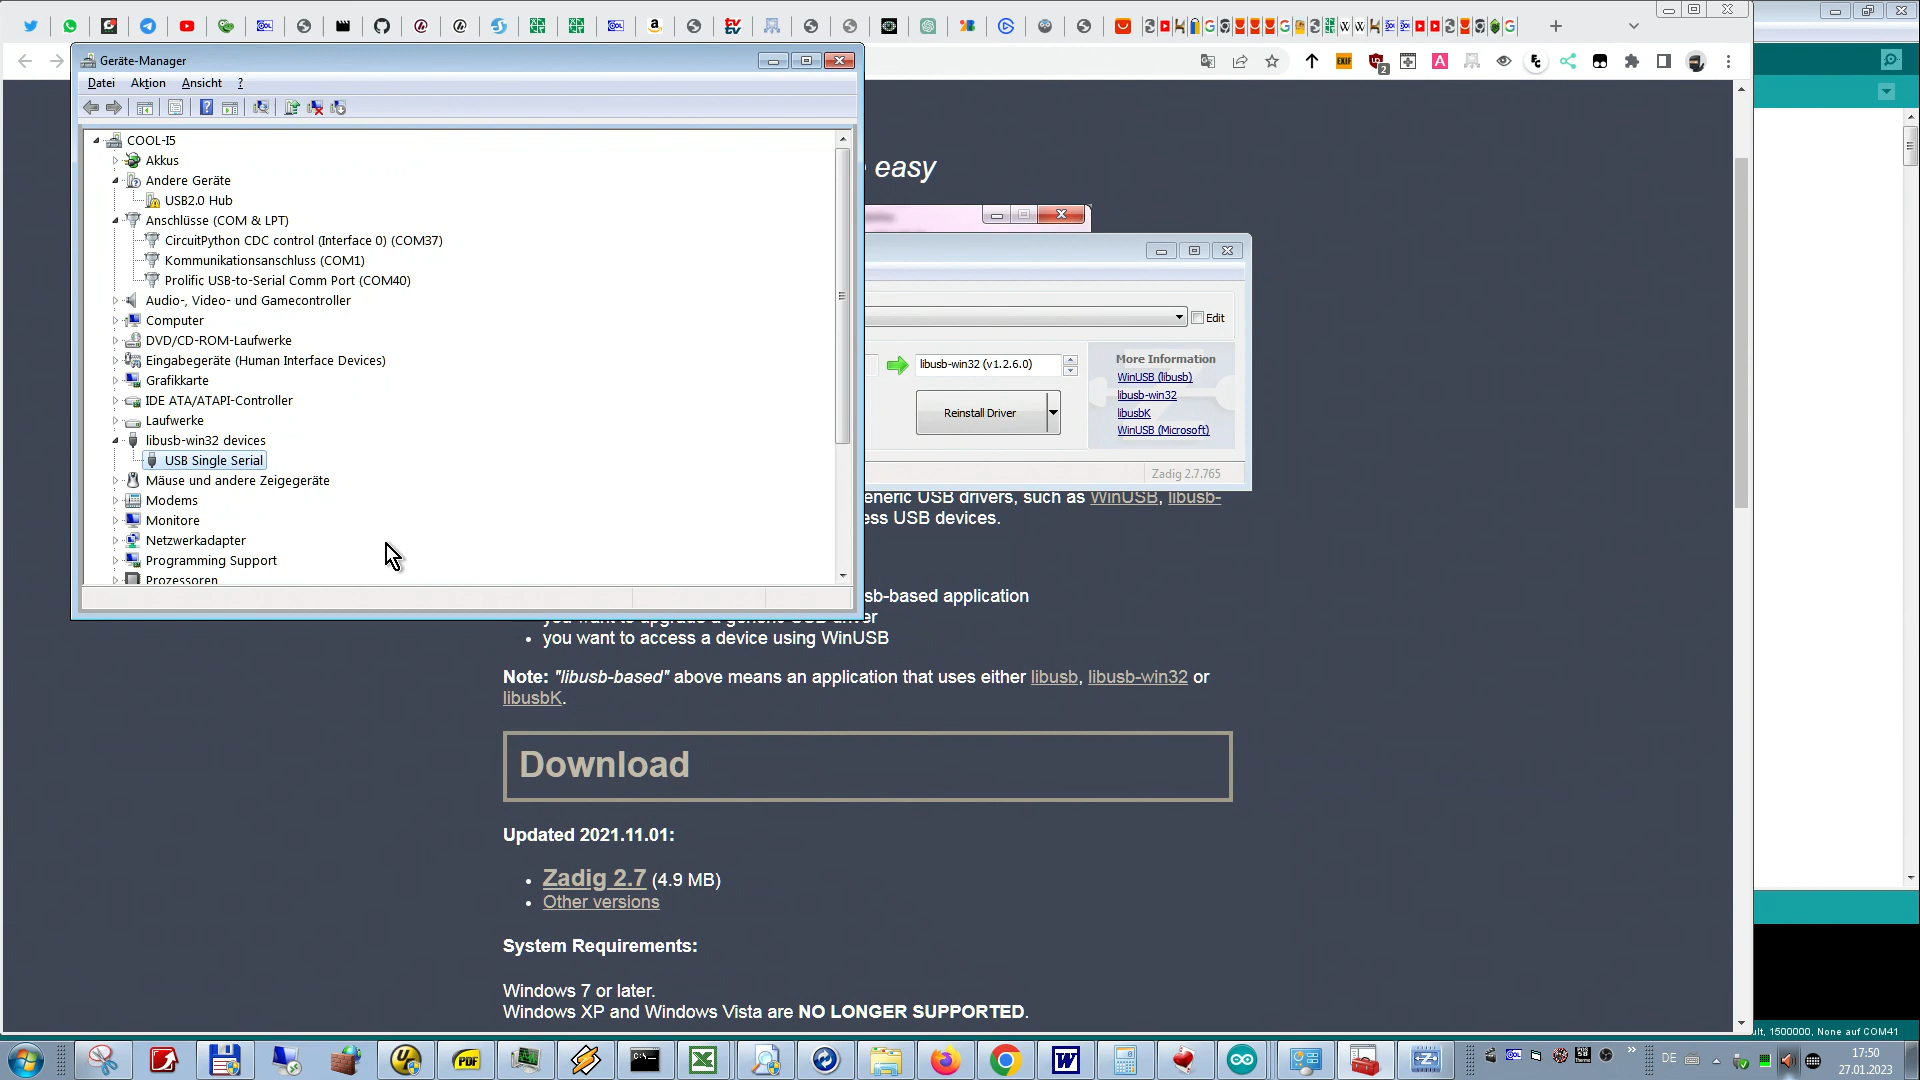 Geräte-Manager
Datei Aktion Ansicht ?
COOL-I5
Akkus
Andere Geräte
USB2.0 Hub
Anschlüsse (COM & LPT)
CircuitPython CDC control (Interface 0) (COM37)
Kommunikationsanschluss (COM1)
Prolific USB-to-Serial Comm Port (COM40)
Audio-, Video- und Gamecontroller
Computer
DVD/CD-ROM-Laufwerke
Eingabegeräte (Human Interface Devices)
Grafikkarte
IDE ATA/ATAPI-Controller
Laufwerke
libusb-win32 devices
USB Single Serial
Mäuse und andere Zeigegeräte
Modems
Monitore
Netzwerkadapter
Programming Support
Prozessoren
easy
Edit
libusb-win32 (v1.2.6.0)
Reinstall Driver
More Information
WinUSB (libusb)
libusb-win32
libusbK
WinUSB (Microsoft)
Zadig 2.7.765
eneric USB drivers, such as WinUSB, libusb-
ess USB devices.
sb-based application
you want to upgrade a generic USB driver
• you want to access a device using WinUSB
Note: "libusb-based" above means an application that uses either libusb, libusb-win32 or
libusbK.
Download
Updated 2021.11.01:
• Zadig 2.7 (4.9 MB)
• Other versions
System Requirements:
Windows 7 or later.
Windows XP and Windows Vista are NO LONGER SUPPORTED.
ult, 1500000, None auf COM41
DE
17:50
27.01.2023